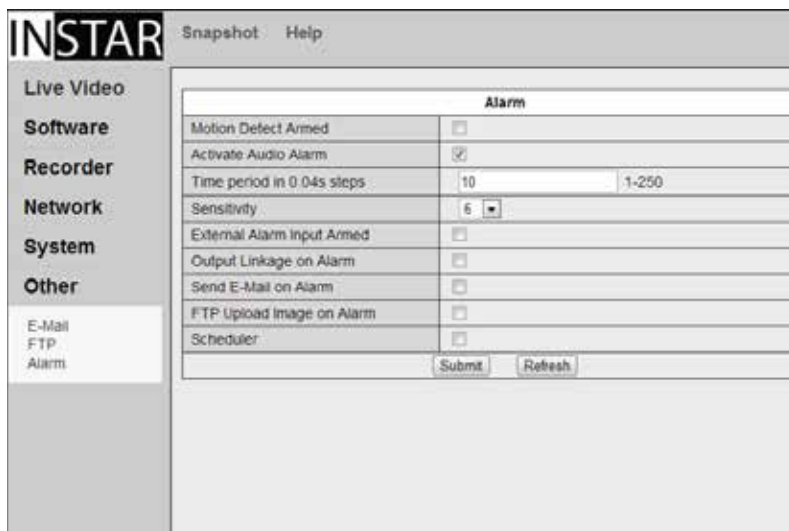 INSTAR
Snapshot Help
Live Video
Software
Recorder
Network
System
Other
E-Mail
FTP
Alarm
Alarm
Motion Detect Armed
Activate Audio Alarm
Time period in 0.04s steps 10 1-250
Sensitivity 6
External Alarm Input Armed
Output Linkage on Alarm
Send E-Mail on Alarm
FTP Upload Image on Alarm
Scheduler
Submit Refresh